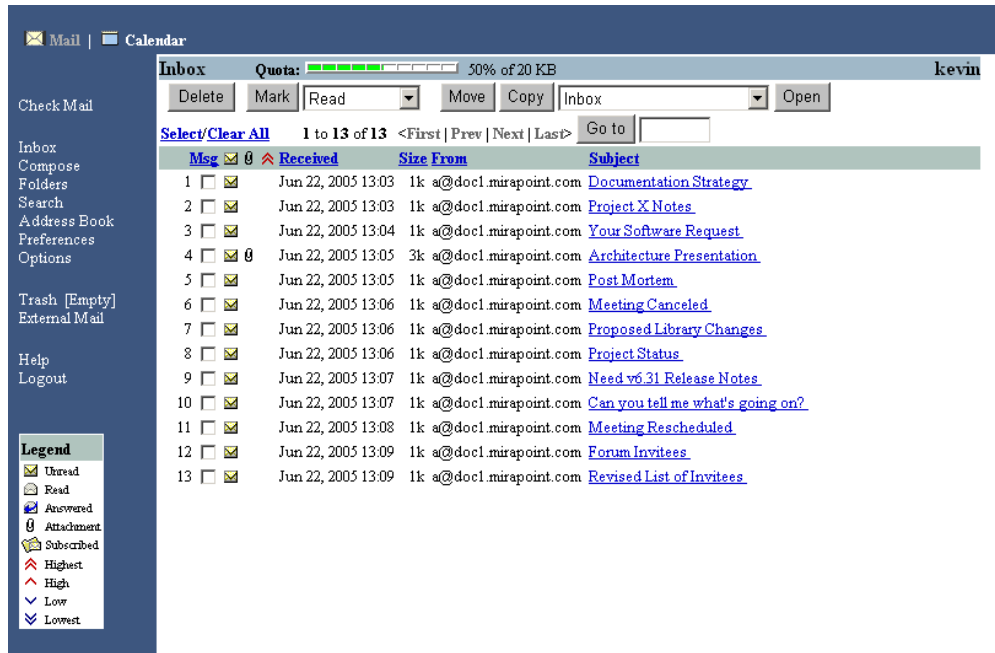 Mail | Calendar
Inbox Quota: 50% of 20 KB kevin
Delete Mark Read Move Copy Inbox Open
Select/Clear All 1 to 13 of 13 <First | Prev | Next | Last> Go to
Msg Received Size From Subject
1 Jun 22, 2005 13:03 1k a@doc1.mirapoint.com Documentation Strategy
2 Jun 22, 2005 13:03 1k a@doc1.mirapoint.com Project X Notes
3 Jun 22, 2005 13:04 1k a@doc1.mirapoint.com Your Software Request
4 Jun 22, 2005 13:05 3k a@doc1.mirapoint.com Architecture Presentation
5 Jun 22, 2005 13:05 1k a@doc1.mirapoint.com Post Mortem
6 Jun 22, 2005 13:06 1k a@doc1.mirapoint.com Meeting Canceled
7 Jun 22, 2005 13:06 1k a@doc1.mirapoint.com Proposed Library Changes
8 Jun 22, 2005 13:06 1k a@doc1.mirapoint.com Project Status
9 Jun 22, 2005 13:07 1k a@doc1.mirapoint.com Need v6.31 Release Notes
10 Jun 22, 2005 13:07 1k a@doc1.mirapoint.com Can you tell me what's going on?
11 Jun 22, 2005 13:08 1k a@doc1.mirapoint.com Meeting Rescheduled
12 Jun 22, 2005 13:09 1k a@doc1.mirapoint.com Forum Invitees
13 Jun 22, 2005 13:09 1k a@doc1.mirapoint.com Revised List of Invitees
Check Mail
Inbox
Compose
Folders
Search
Address Book
Preferences
Options
Trash [Empty]
External Mail
Help
Logout
Legend
Unread
Read
Answered
Attachment
Subscribed
Highest
High
Low
Lowest